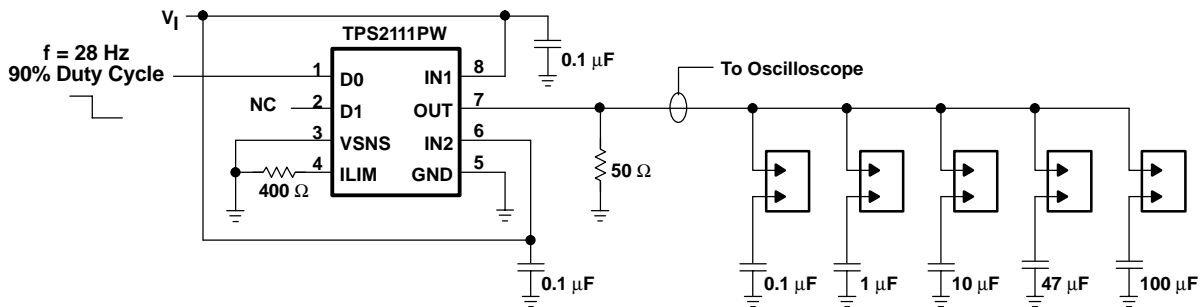 VI
f = 28 Hz
90% Duty Cycle
TPS2111PW
0.1 µF
To Oscilloscope
NC
1 D0 IN1 8
2 D1 OUT 7
3 VSNS IN2 6
4 ILIM GND 5
400 Ω
50 Ω
0.1 µF
0.1 µF
1 µF
10 µF
47 µF
100 µF